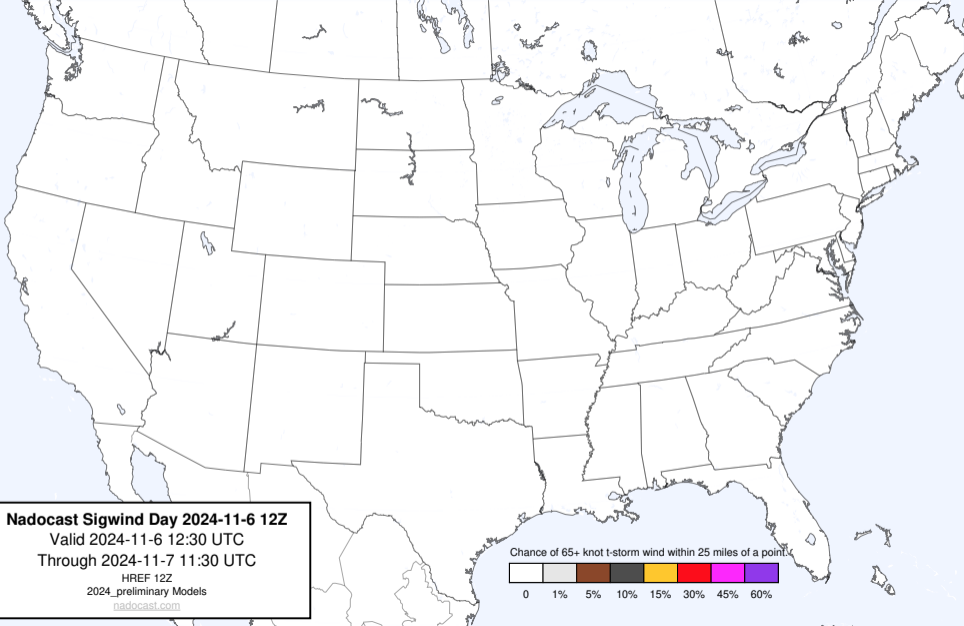 Nadocast Sigwind Day 2024-11-6 12Z
Valid 2024-11-6 12:30 UTC
Through 2024-11-7 11:30 UTC
HREF 12Z
2024_preliminary Models
nadocast.com
Chance of 65+ knot t-storm wind within 25 miles of a point.
0 1% 5% 10% 15% 30% 45% 60%